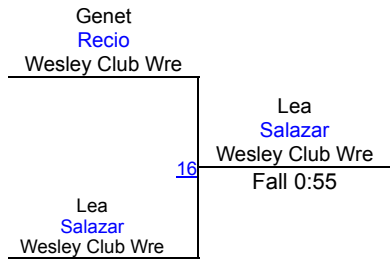 Genet
Recio
Wesley Club Wre
Lea
Salazar
Wesley Club Wre
16
Fall 0:55
Lea
Salazar
Wesley Club Wre